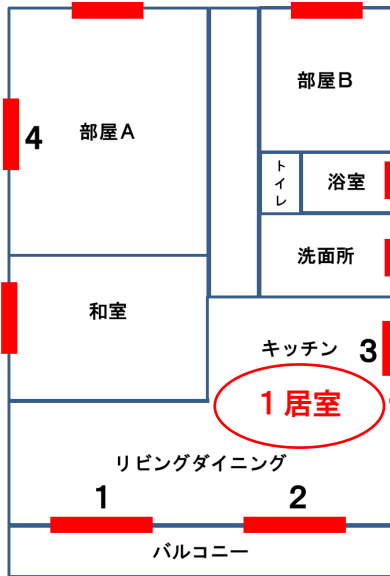 部屋B
部屋A
4
トイレ
浴室
洗面所
和室
キッチン
3
1居室
リビングダイニング
1
2
バルコニー